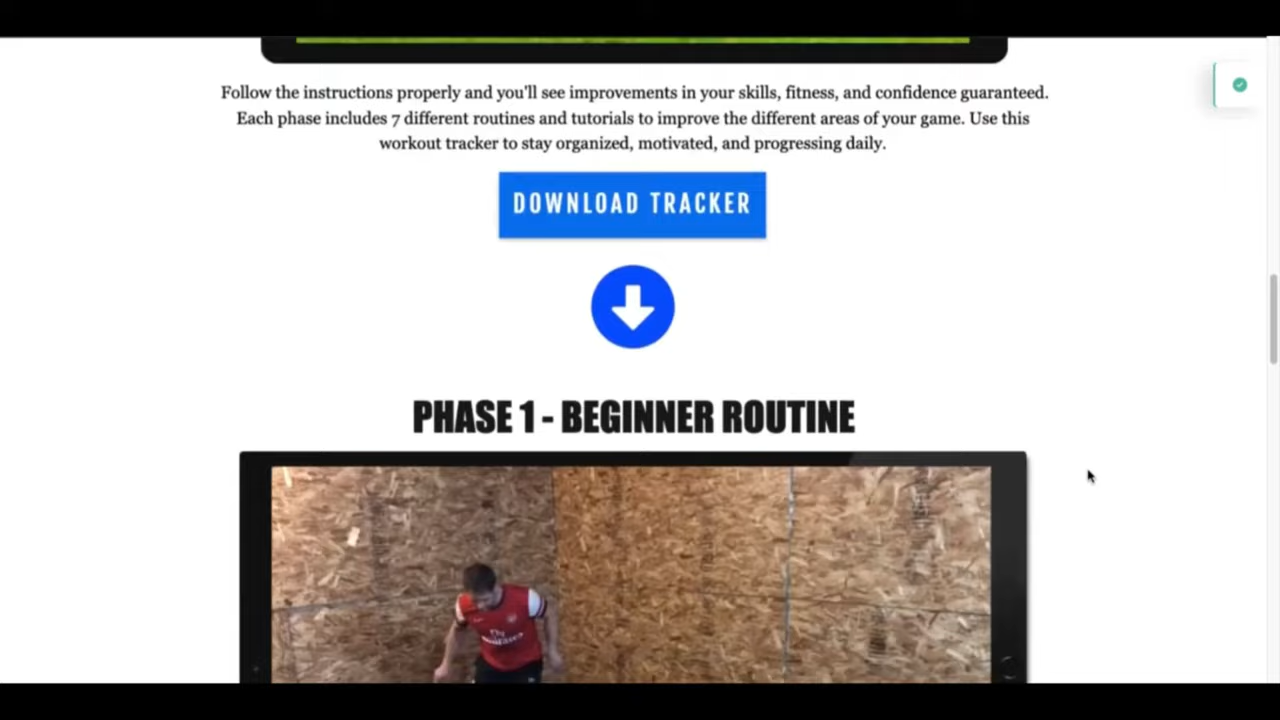 Follow the instructions properly and you'll see improvements in your skills, fitness, and confidence guaranteed.
Each phase includes 7 different routines and tutorials to improve the different areas of your game. Use this
workout tracker to stay organized, motivated, and progressing daily.
DOWNLOAD TRACKER
PHASE 1 - BEGINNER ROUTINE
Fly
Emirates